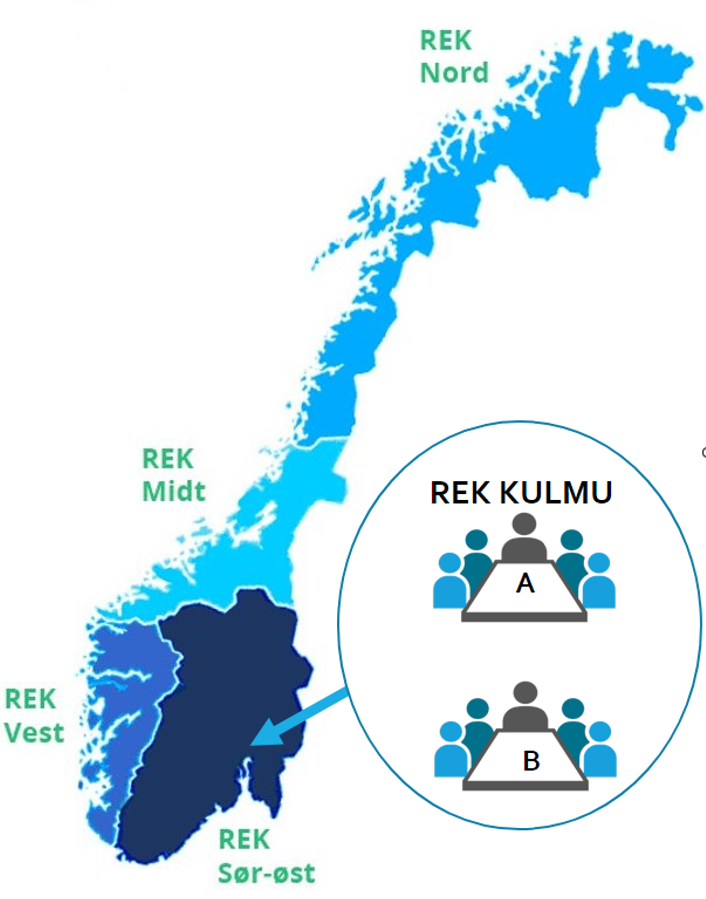 REK
Nord
REK
Midt
REK KULMU
A
REK
Vest
B
REK
Sør-øst